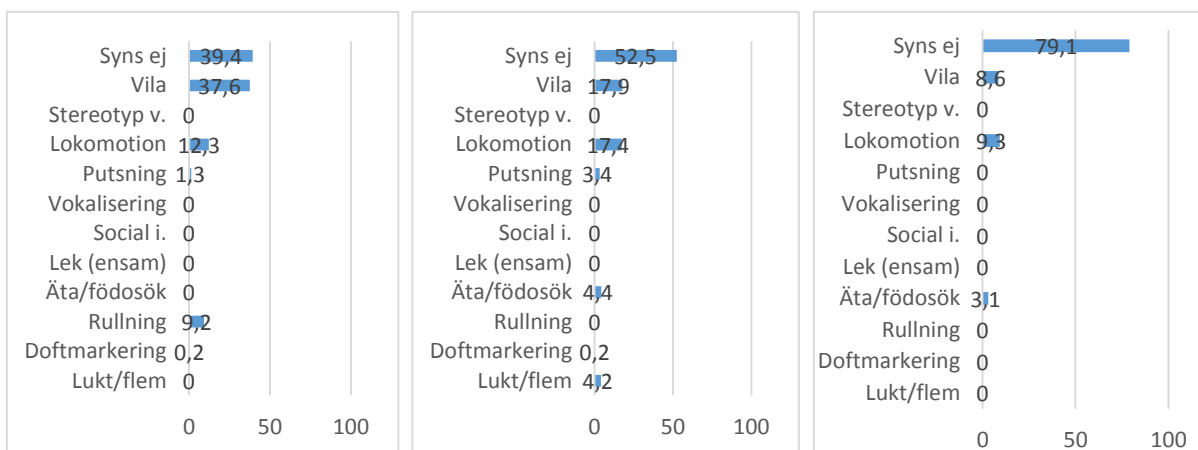 Syns ej 39,4
Vila 37,6
Stereotyp v. 0
Lokomotion 12,3
Putsning 1,3
Vokalisering 0
Social i. 0
Lek (ensam) 0
Äta/födosök 0
Rullning 9,2
Doftmarkering 0,2
Lukt/flem 0
0 50 100
Syns ej 52,5
Vila 17,9
Stereotyp v. 0
Lokomotion 17,4
Putsning 3,4
Vokalisering 0
Social i. 0
Lek (ensam) 0
Äta/födosök 4,4
Rullning 0
Doftmarkering 0,2
Lukt/flem 4,2
0 50 100
Syns ej 79,1
Vila 8,6
Stereotyp v. 0
Lokomotion 9,3
Putsning 0
Vokalisering 0
Social i. 0
Lek (ensam) 0
Äta/födosök 3,1
Rullning 0
Doftmarkering 0
Lukt/flem 0
0 50 100